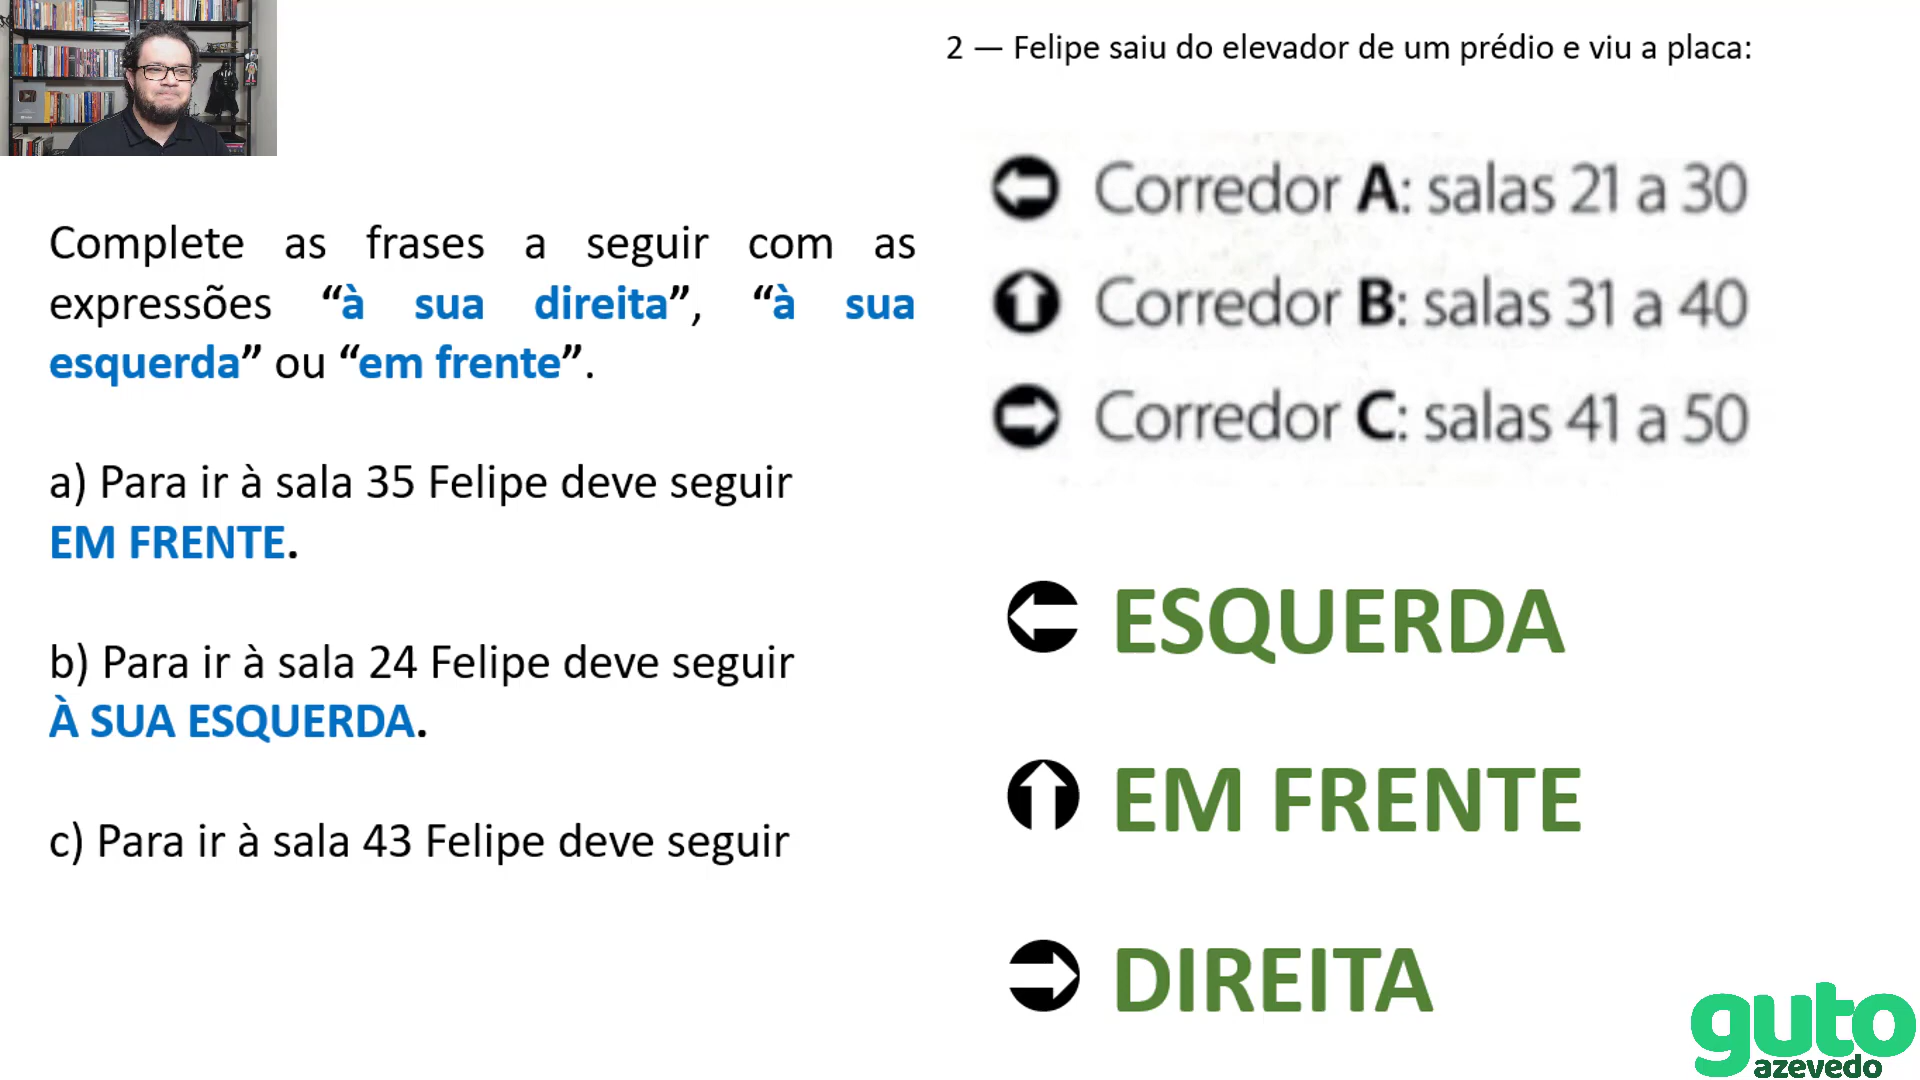 2 — Felipe saiu do elevador de um prédio e viu a placa:
Corredor A: salas 21 a 30
Corredor B: salas 31 a 40
Corredor C: salas 41 a 50
Complete as frases a seguir com as
expressões “à sua direita”, “à sua
esquerda” ou “em frente”.
a) Para ir à sala 35 Felipe deve seguir
EM FRENTE.
b) Para ir à sala 24 Felipe deve seguir
À SUA ESQUERDA.
c) Para ir à sala 43 Felipe deve seguir
ESQUERDA
EM FRENTE
DIREITA
guto
azevedo